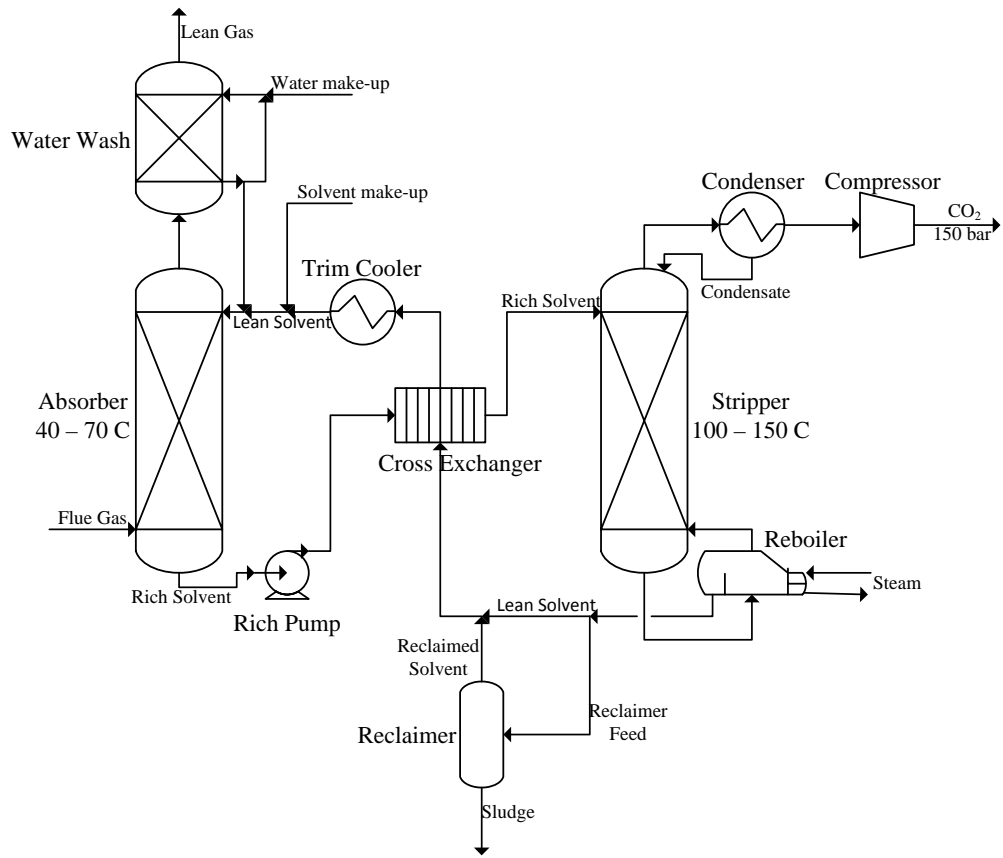 Lean Gas
Water make-up
Water Wash
Solvent make-up
Condenser
Compressor
CO₂
150 bar
Trim Cooler
Condensate
Rich Solvent
Lean Solvent
Absorber
40 – 70 C
Stripper
100 – 150 C
Cross Exchanger
Flue Gas
Reboiler
Steam
Rich Solvent
Rich Pump
Lean Solvent
Reclaimed
Solvent
Reclaimer
Feed
Reclaimer
Sludge